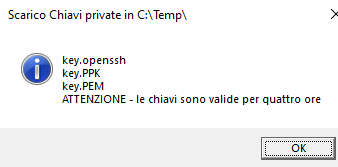 Scarico Chiavi private in C:\Temp\
key.openssh
key.PPK
key.PEM
ATTENZIONE - le chiavi sono valide per quattro ore
OK